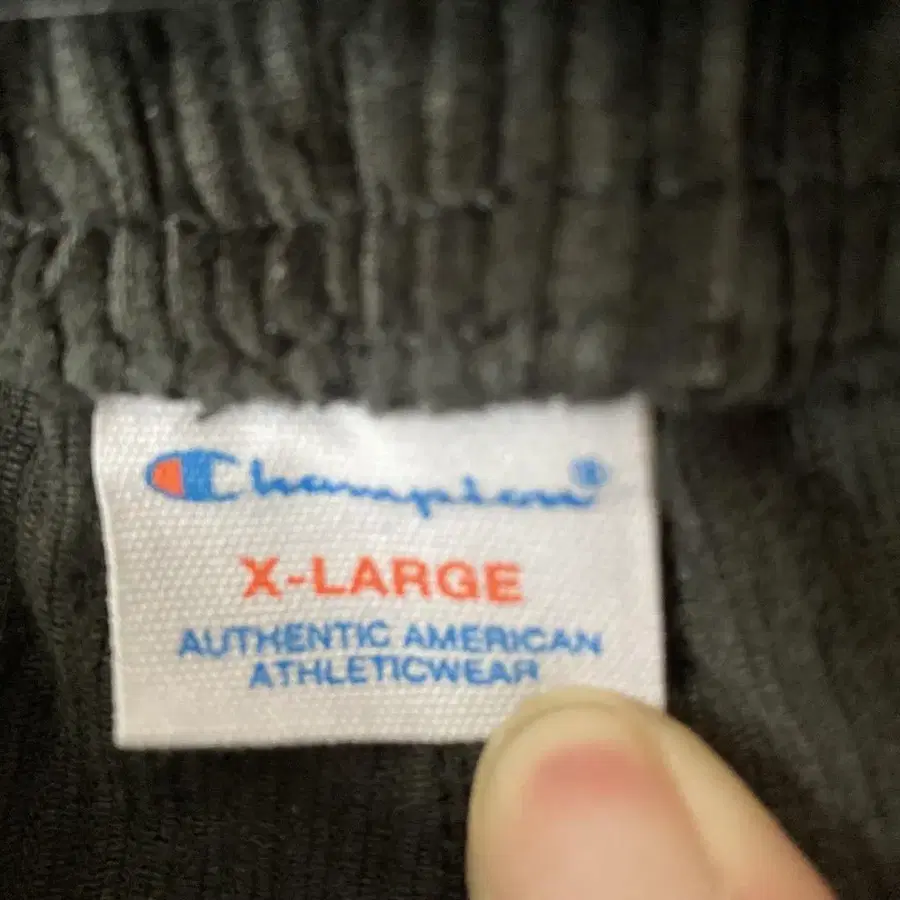 Champion®
X-LARGE
AUTHENTIC AMERICAN
ATHLETICWEAR